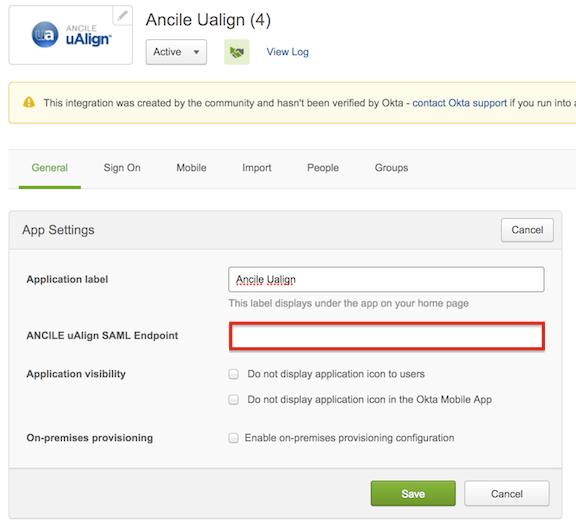 Ancile Ualign (4)
ua ANCILE
uAlign™
Active View Log
This integration was created by the community and hasn't been verified by Okta - contact Okta support if you run into a
General Sign On Mobile Import People Groups
App Settings Cancel
Application label Ancile Ualign
This label displays under the app on your home page
ANCILE uAlign SAML Endpoint
Application visibility Do not display application icon to users
Do not display application icon in the Okta Mobile App
On-premises provisioning Enable on-premises provisioning configuration
Save Cancel